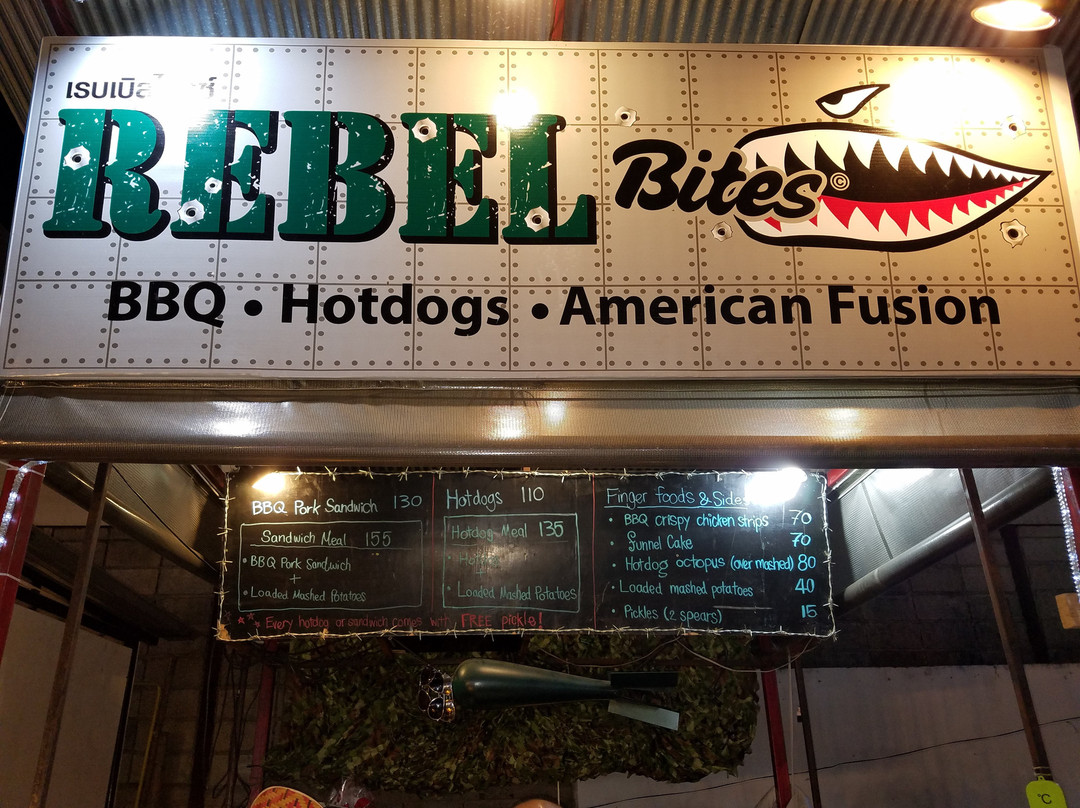 REBEL
Bites ©
BBQ • Hotdogs • American Fusion
BBQ Pork Sandwich 130
Sandwich Meal 155
• BBQ Pork Sandwich
+
• Loaded Mashed Potatoes
Hotdogs 110
Hotdog Meal 135
+
• Loaded Mashed Potatoes
Every hotdog or sandwich comes with FREE pickle!
Finger foods & Sides
• BBQ crispy chicken strips 70
• Funnel Cake 70
• Hotdog octopus (over mashed) 80
• Loaded mashed potatoes 40
• Pickles (2 spears) 15
°C